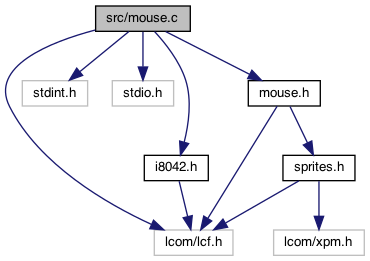 src/mouse.c
stdint.h
stdio.h
mouse.h
i8042.h
sprites.h
lcom/lcf.h
lcom/xpm.h